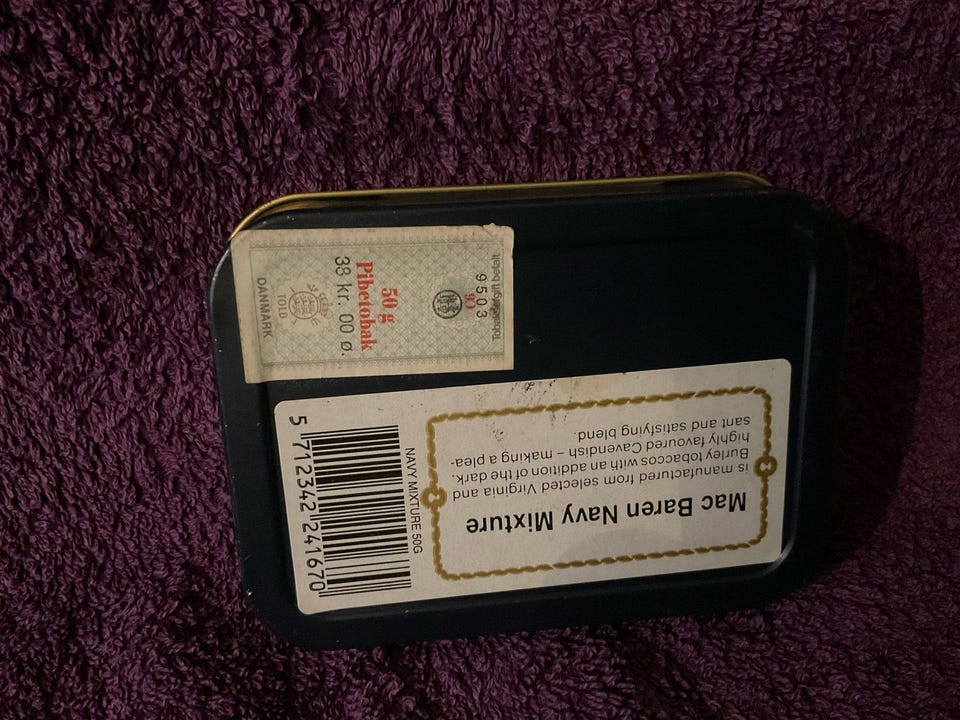 DANMARK
TOLD
38 kr. 00 ø.
50 g
Pibetobak
9503
Tobaksafgift betalt
Mac Baren Navy Mixture
is manufactured from selected Virginia and
Burley tobaccos with an addition of the dark.
highly favoured Cavendish – making a plea-
sant and satisfying blend.
NAVY MIXTURE 50G
5 712342 241670